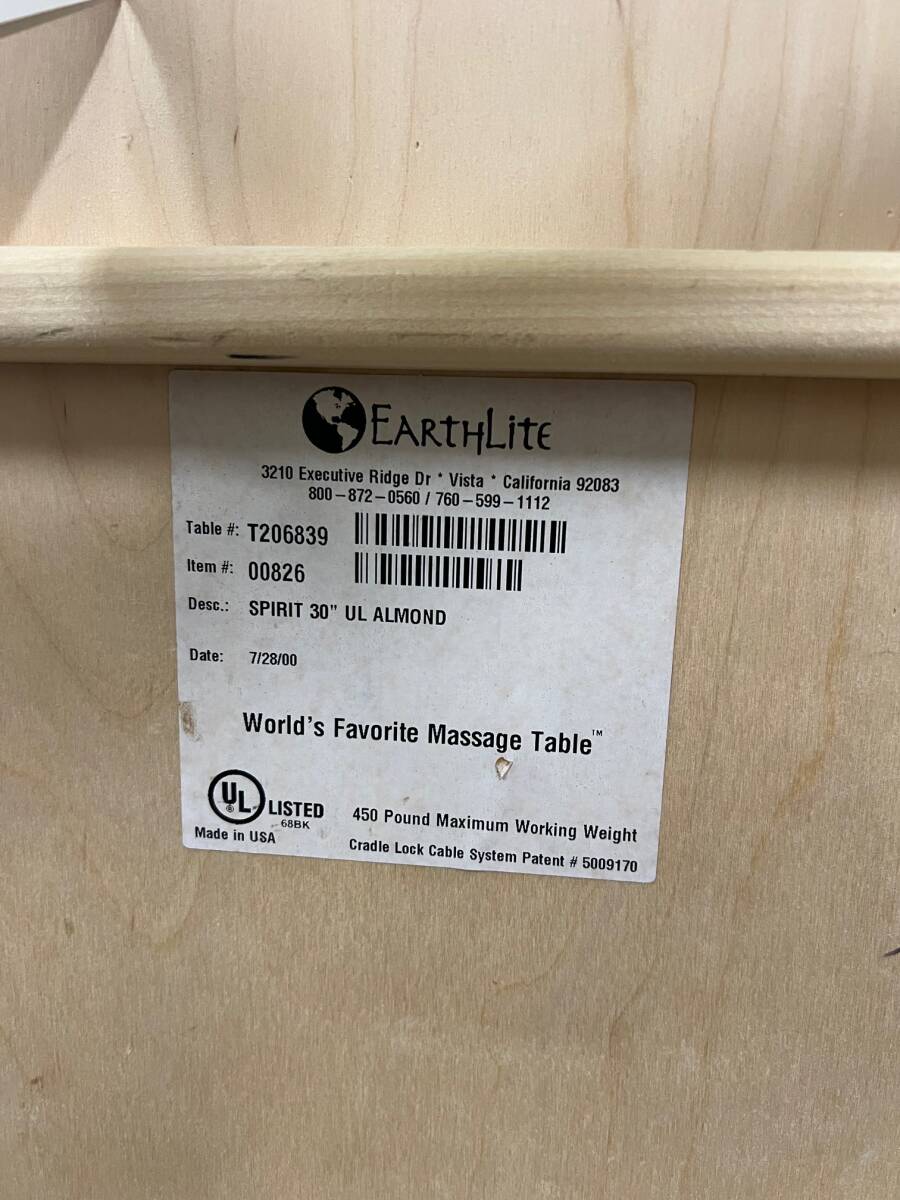 EARTHLITE
3210 Executive Ridge Dr * Vista * California 92083
800-872-0560 / 760-599-1112
Table #: T206839
Item #: 00826
Desc.: SPIRIT 30" UL ALMOND
Date: 7/28/00
World's Favorite Massage Table™
UL LISTED
68BK
450 Pound Maximum Working Weight
Made in USA
Cradle Lock Cable System Patent # 5009170